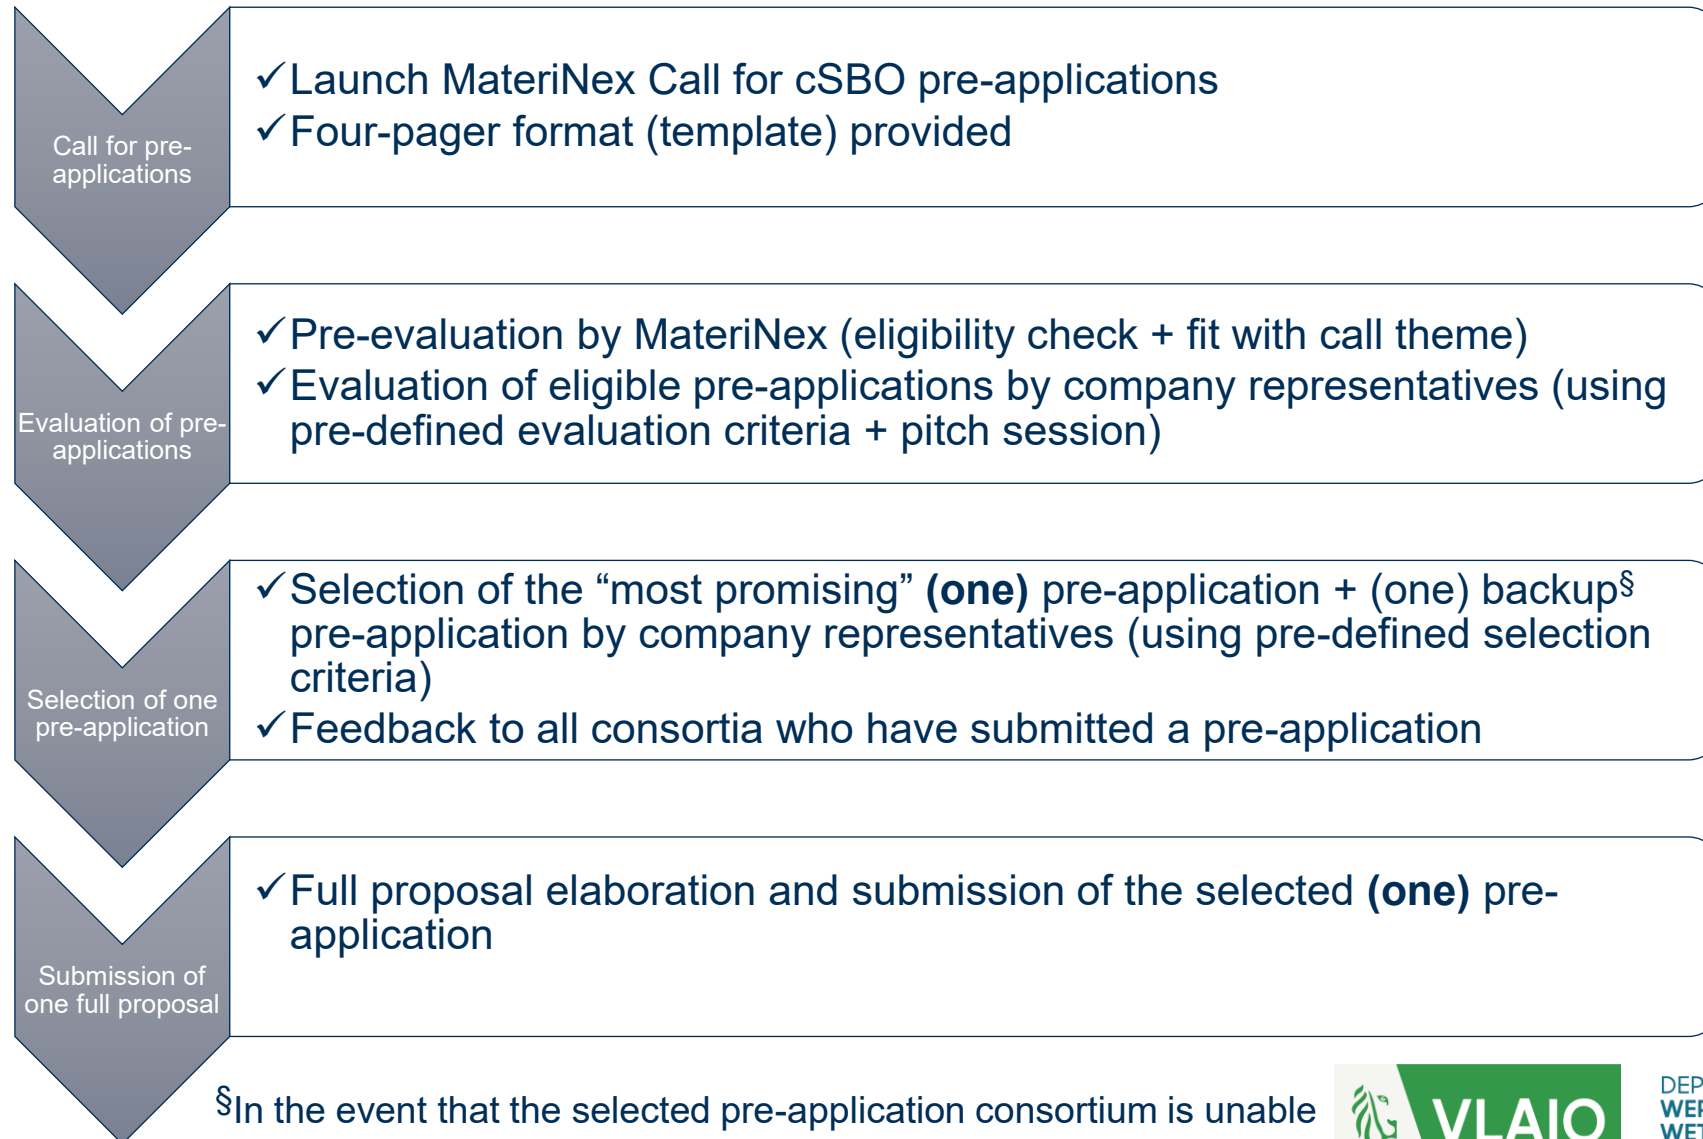 Call for pre-
applications
✓Launch MateriNex Call for cSBO pre-applications
✓Four-pager format (template) provided
Evaluation of pre-
applications
✓Pre-evaluation by MateriNex (eligibility check + fit with call theme)
✓Evaluation of eligible pre-applications by company representatives (using
pre-defined evaluation criteria + pitch session)
Selection of one
pre-application
✓Selection of the “most promising” (one) pre-application + (one) backup§
pre-application by company representatives (using pre-defined selection
criteria)
✓Feedback to all consortia who have submitted a pre-application
Submission of
one full proposal
✓Full proposal elaboration and submission of the selected (one) pre-
application
§In the event that the selected pre-application consortium is unable
VLAIO
DEP
WER
WET